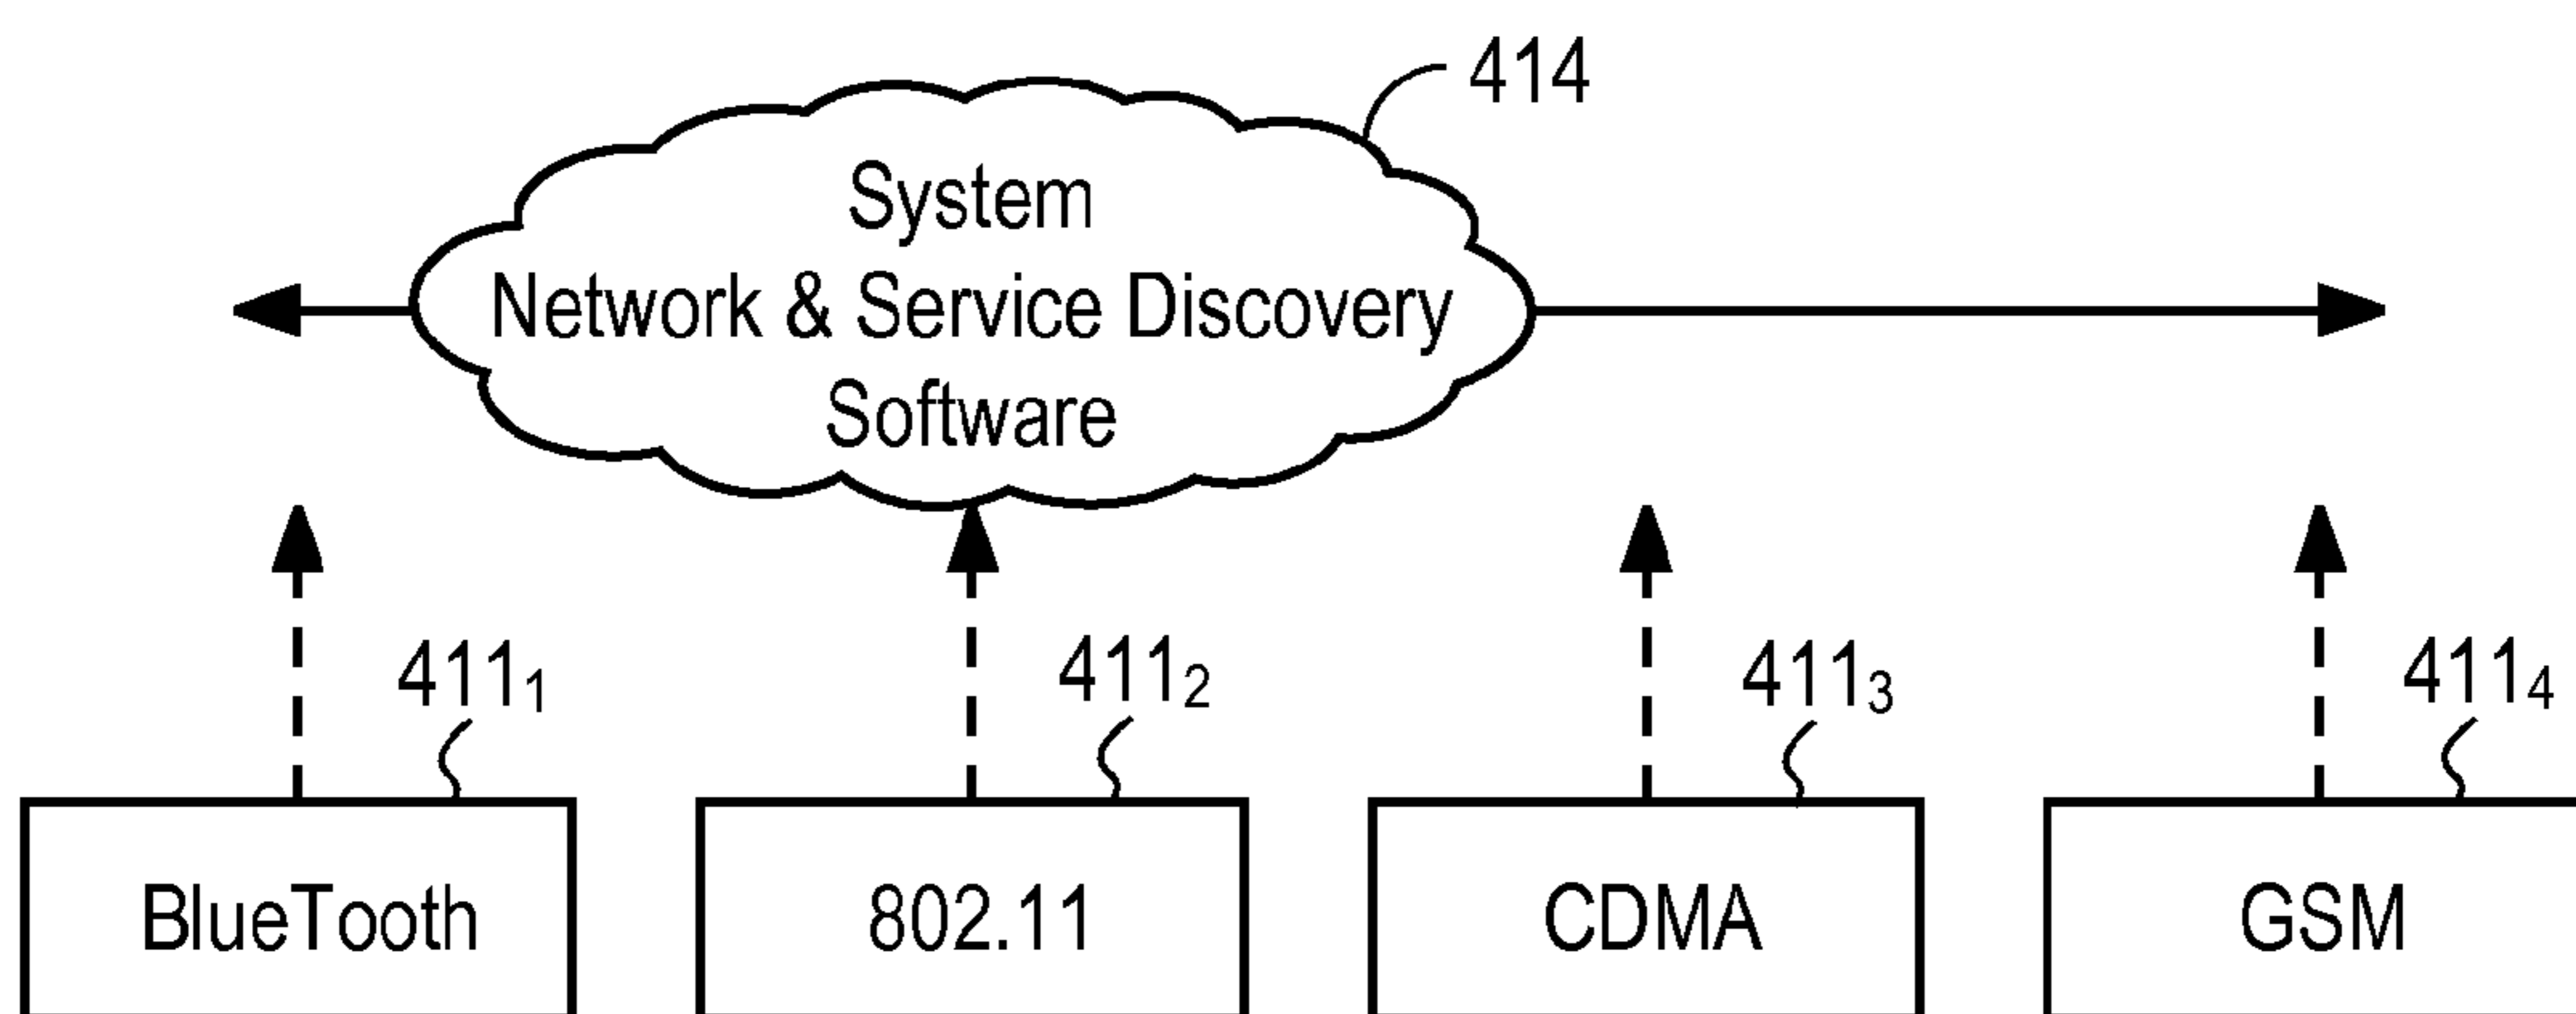 414
System
Network & Service Discovery
Software
411₁ 411₂ 411₃ 411₄
BlueTooth 802.11 CDMA GSM